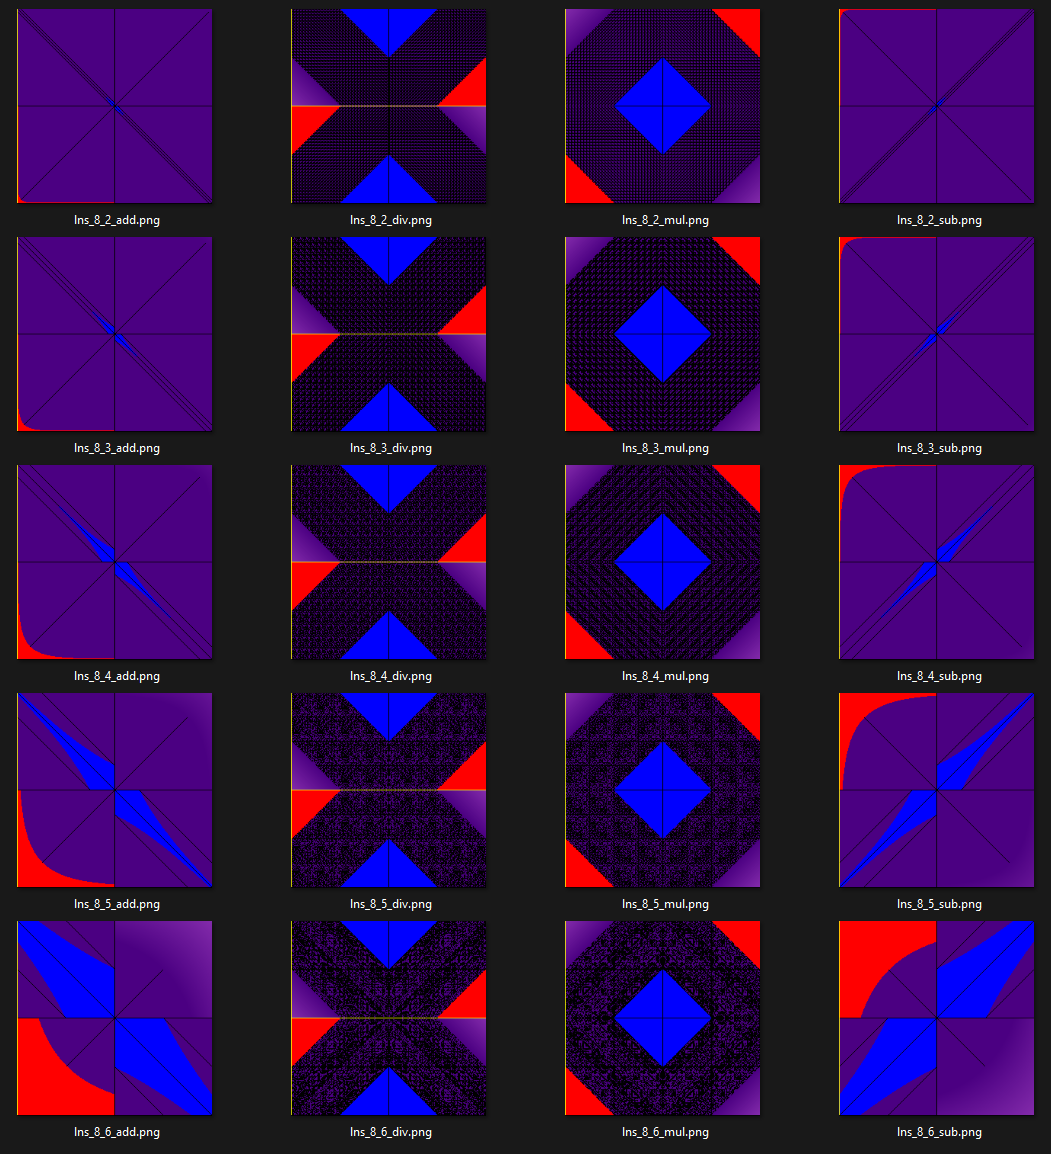 lns_8_2_add.png
lns_8_2_div.png
lns_8_2_mul.png
lns_8_2_sub.png
lns_8_3_add.png
lns_8_3_div.png
lns_8_3_mul.png
lns_8_3_sub.png
lns_8_4_add.png
lns_8_4_div.png
lns_8_4_mul.png
lns_8_4_sub.png
lns_8_5_add.png
lns_8_5_div.png
lns_8_5_mul.png
lns_8_5_sub.png
lns_8_6_add.png
lns_8_6_div.png
lns_8_6_mul.png
lns_8_6_sub.png